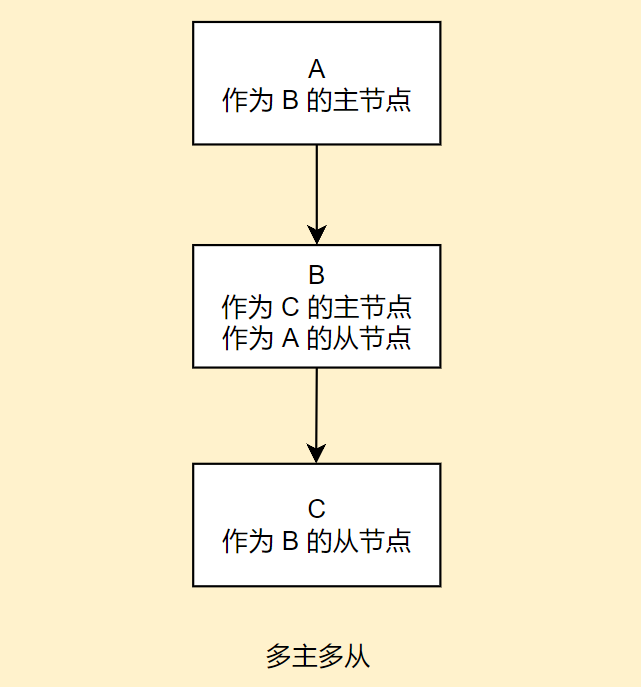 A
作为 B 的主节点
B
作为 C 的主节点
作为 A 的从节点
C
作为 B 的从节点
多主多从